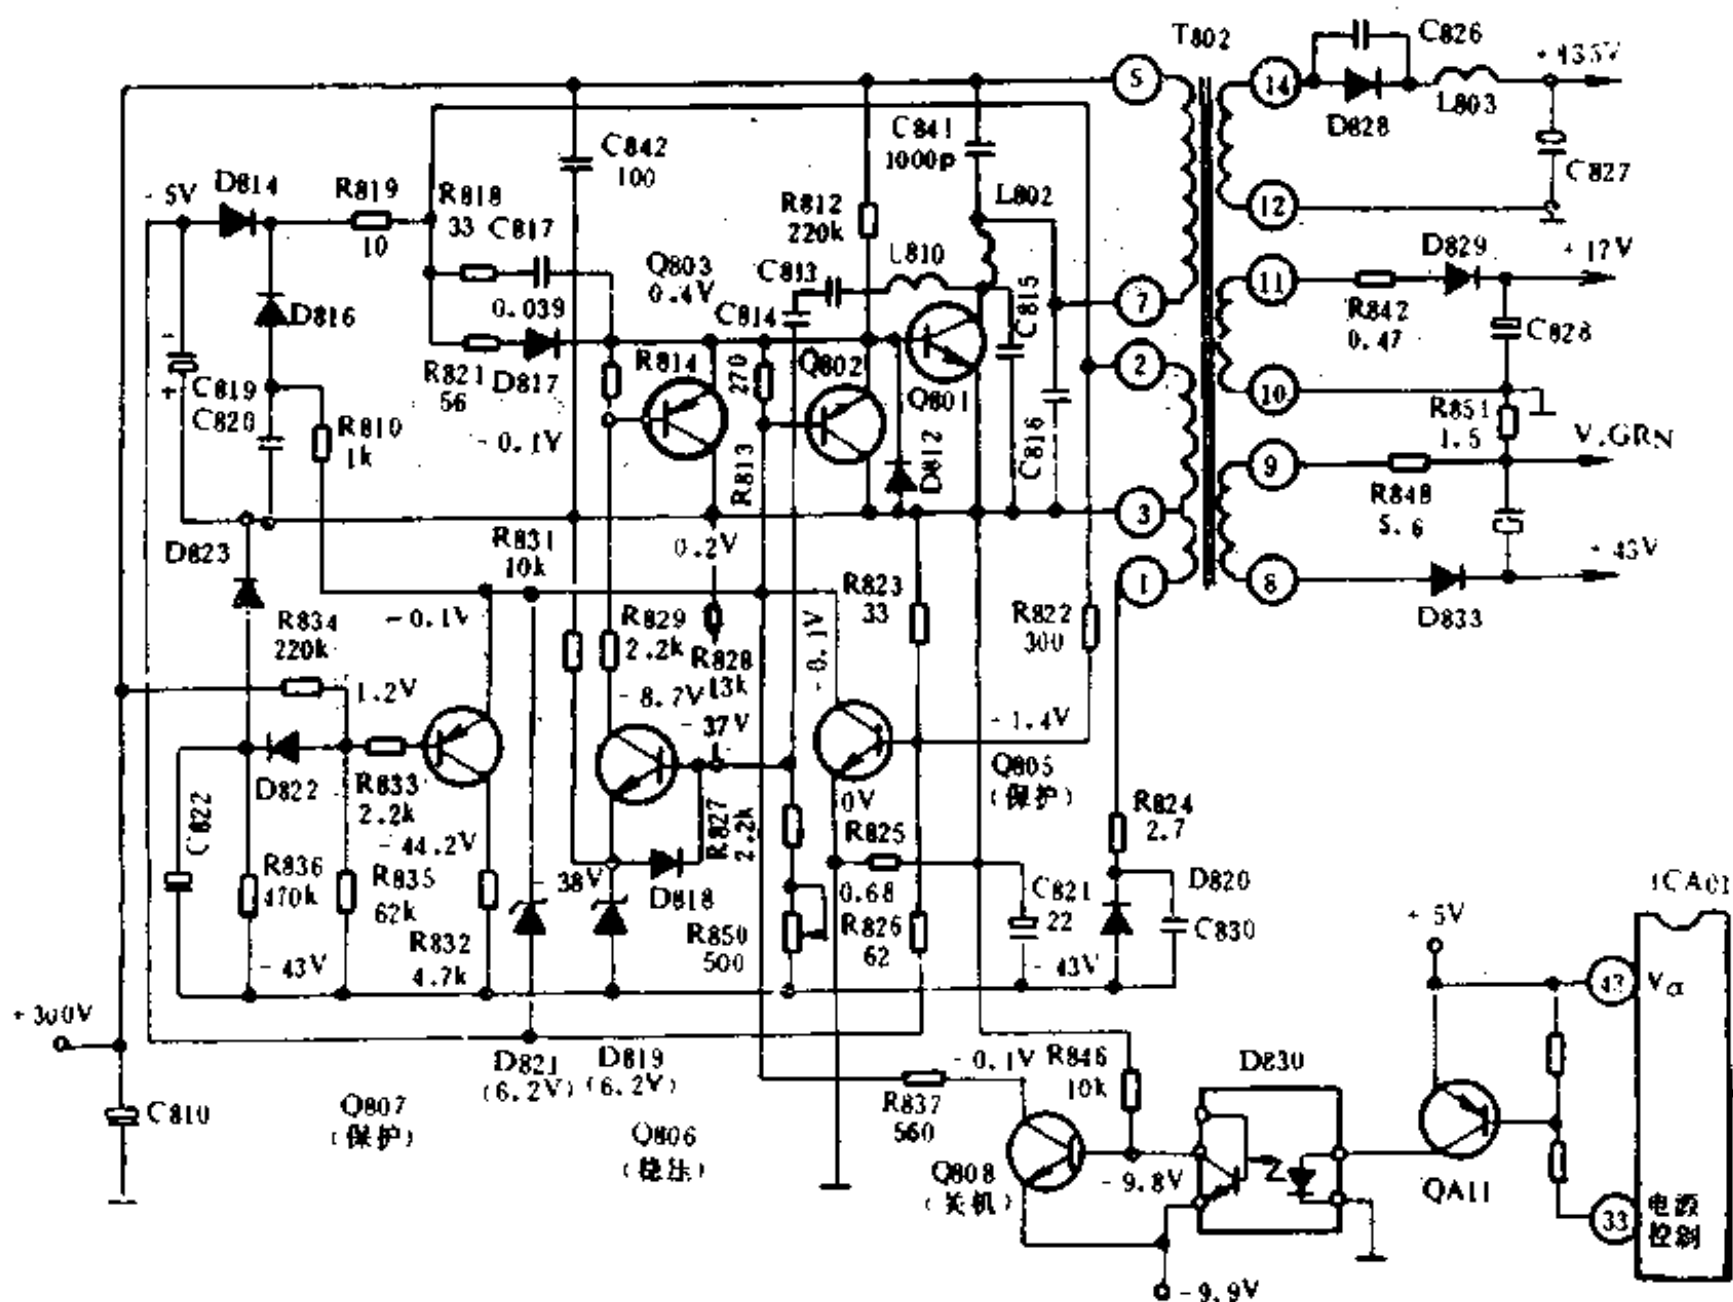 T802
C826
+135V
5
14
L803
D828
C827
12
C842
100
C841
1000p
L802
-5V
D814
R819
10
R818
33
C817
0.039
R812
220k
L810
Q803
0.4V
C813
C814
C815
D829
+17V
11
R842
0.47
C828
7
D816
R814
270
Q802
Q801
2
C819
C820
R821
56
D817
-0.1V
R810
1k
R813
D812
C816
10
R851
1.5
V.GRN
9
R848
5.6
3
+43V
8
D833
1
D823
R831
10k
0.2V
R823
33
R822
300
R834
220k
-0.1V
R829
2.2k
R828
13k
-0.1V
1.2V
-8.7V
-37V
-1.4V
Q805
(保护)
D822
R833
2.2k
C822
R827
2.2k
0V
R825
0.68
R824
2.7
-44.2V
R836
470k
R835
62k
-38V
D818
C821
22
D820
C830
R832
4.7k
R850
500
R826
62
-43V
-43V
ICA01
+5V
42
+300V
D821
(6.2V)
D819
(6.2V)
-0.1V
R846
10k
D830
C810
Q807
(保护)
R837
560
Q806
(稳压)
Q808
(关机)
-9.8V
QA11
33
电源
控制
-9.9V